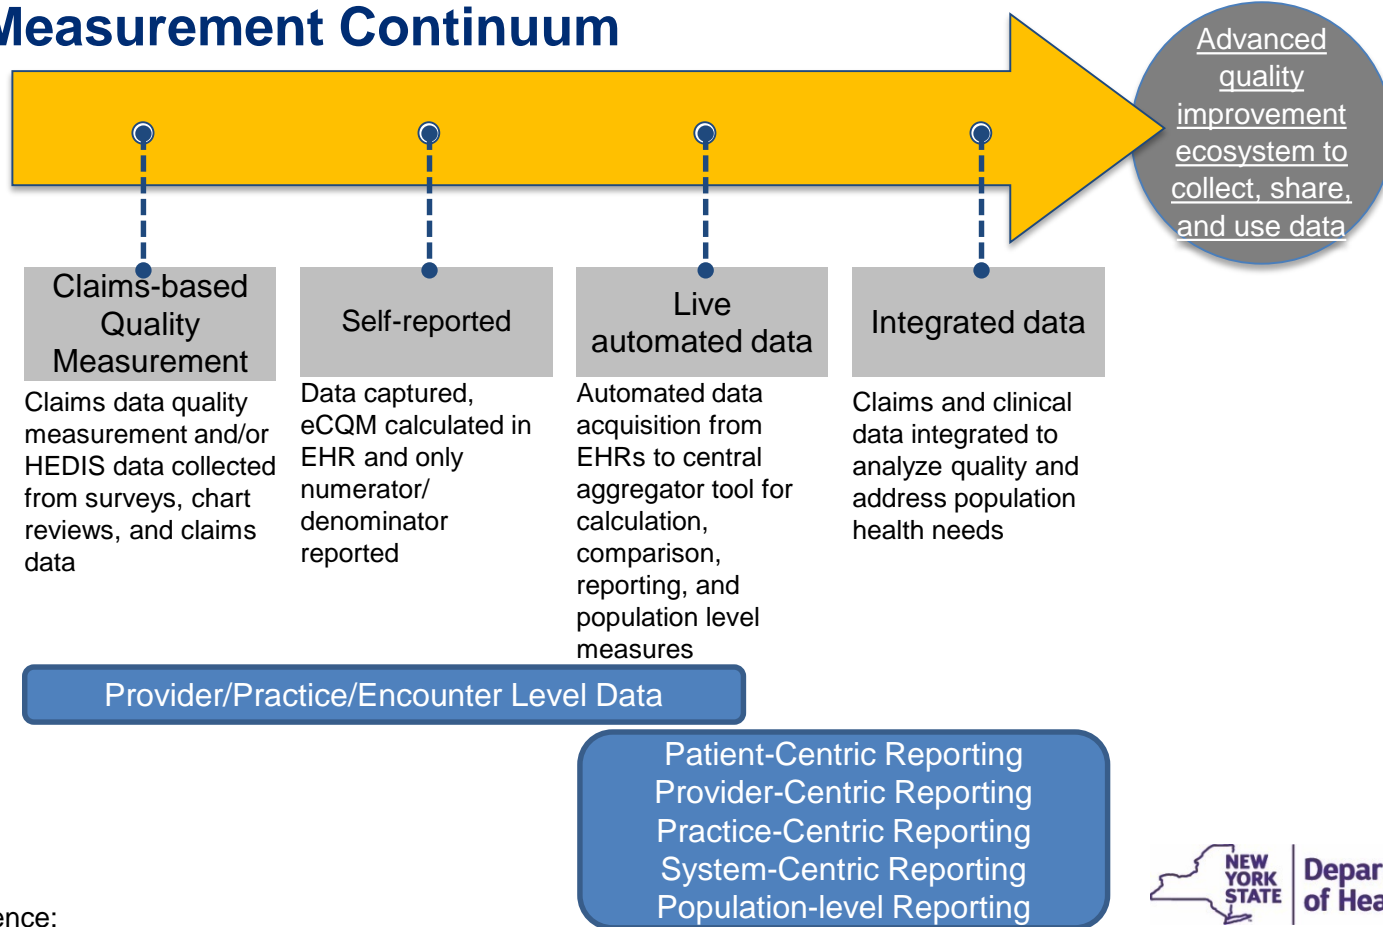 Measurement Continuum
Advanced
quality
improvement
ecosystem to
collect, share,
and use data
Claims-based
Quality
Measurement
Claims data quality
measurement and/or
HEDIS data collected
from surveys, chart
reviews, and claims
data
Self-reported
Data captured,
eCQM calculated in
EHR and only
numerator/
denominator
reported
Live
automated data
Automated data
acquisition from
EHRs to central
aggregator tool for
calculation,
comparison,
reporting, and
population level
measures
Integrated data
Claims and clinical
data integrated to
analyze quality and
address population
health needs
Provider/Practice/Encounter Level Data
Patient-Centric Reporting
Provider-Centric Reporting
Practice-Centric Reporting
System-Centric Reporting
Population-level Reporting
NEW
YORK
STATE
Depar
of Hea
ence: